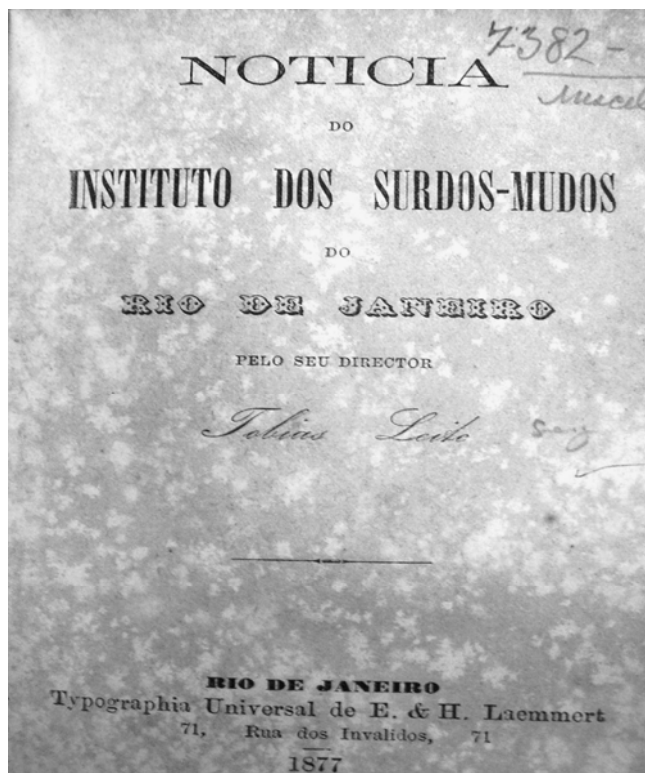 7382 -
NOTICIA
DO
INSTITUTO DOS SURDOS-MUDOS
DO
RIO DE JANEIRO
PELO SEU DIRECTOR
Tobias Leite
RIO DE JANEIRO
Typographia Universal de E. & H. Laemmert
71, Rua dos Invalidos, 71
1877